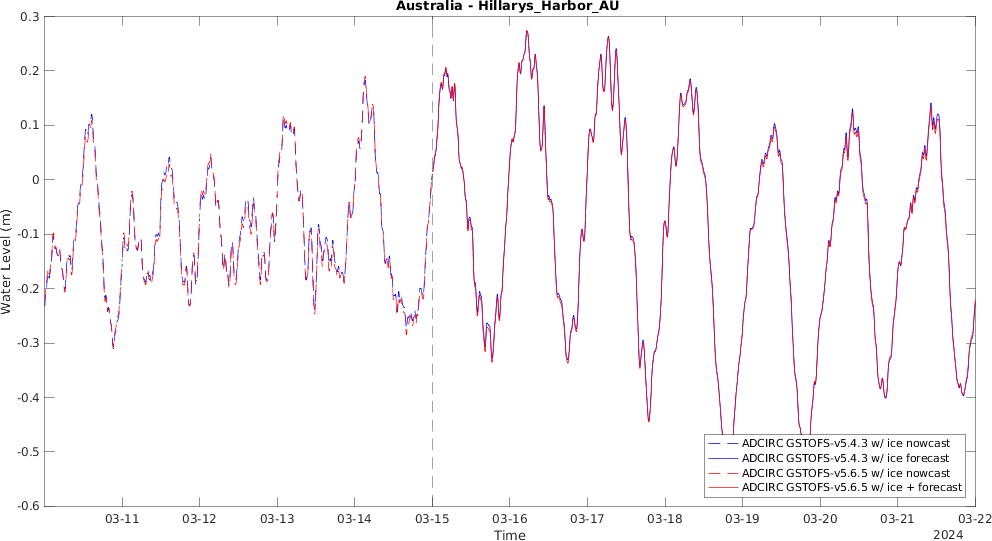 Australia - Hillarys_Harbor_AU
0.3
0.2
0.1
0
-0.1
-0.2
-0.3
-0.4
-0.5
-0.6
Water Level (m)
ADCIRC GSTOFS-v5.4.3 w/ ice nowcast
ADCIRC GSTOFS-v5.4.3 w/ ice forecast
ADCIRC GSTOFS-v5.6.5 w/ ice nowcast
ADCIRC GSTOFS-v5.6.5 w/ ice + forecast
03-11 03-12 03-13 03-14 03-15 03-16 03-17 03-18 03-19 03-20 03-21 03-22
Time
2024